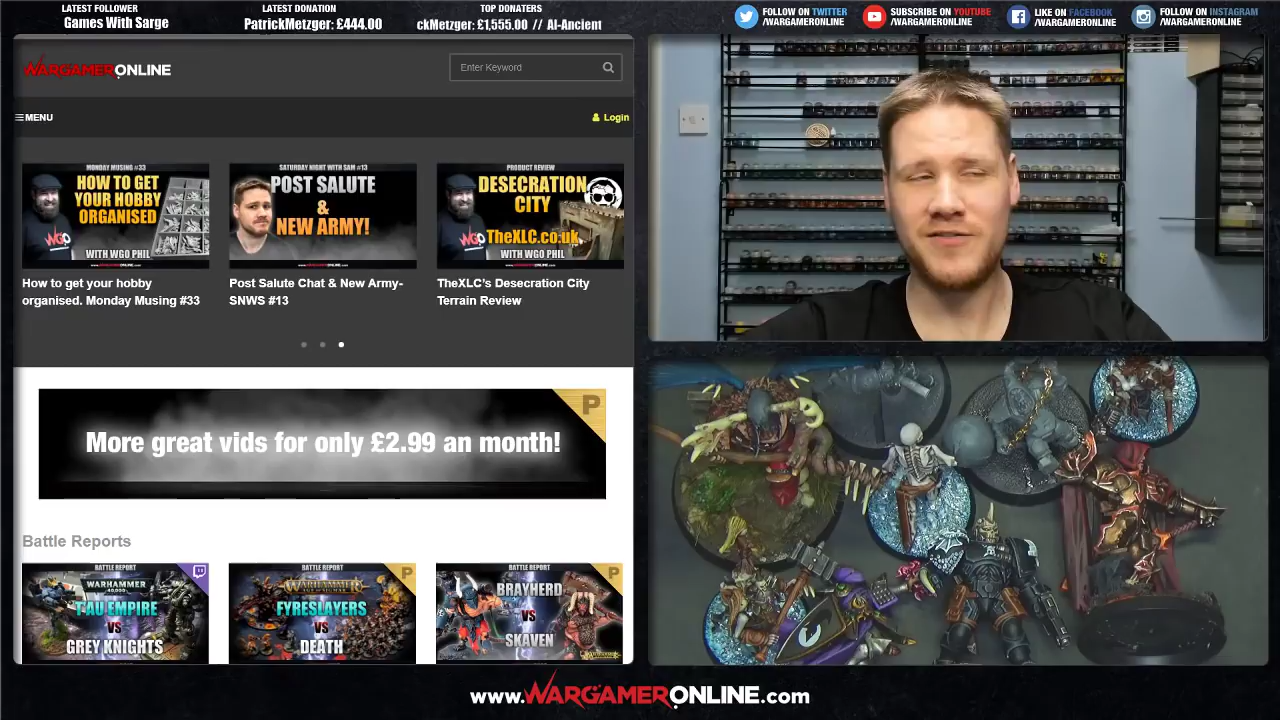 LATEST FOLLOWER
Games With Sarge
LATEST DONATION
PatrickMetzger: £444.00
TOP DONATERS
ckMetzger: £1,555.00 // Al-Ancient
FOLLOW ON TWITTER
/WARGAMERONLINE
SUBSCRIBE ON YOUTUBE
/WARGAMERONLINE
LIKE ON FACEBOOK
/WARGAMERONLINE
FOLLOW ON INSTAGRAM
/WARGAMERONLINE
WARGAMERONLINE
Enter Keyword
MENU
Login
MONDAY MUSING #33
HOW TO GET
YOUR HOBBY
ORGANISED
WGO
WITH WGO PHIL
SATURDAY NIGHT WITH SAM #13
POST SALUTE
&
NEW ARMY!
PRODUCT REVIEW
DESECRATION
CITY
TheXLC.co.uk
WGO
WITH WGO PHIL
How to get your hobby
organised. Monday Musing #33
Post Salute Chat & New Army-
SNWS #13
TheXLC's Desecration City
Terrain Review
P
More great vids for only £2.99 an month!
Battle Reports
BATTLE REPORT
WARHAMMER
40,000
T'AU EMPIRE
VS
GREY KNIGHTS
BATTLE REPORT
P
WARHAMMER
AGE OF SIGMAR
FYRESLAYERS
VS
DEATH
BATTLE REPORT
P
BRAYHERD
VS
SKAVEN
www.WARGAMERONLINE.com